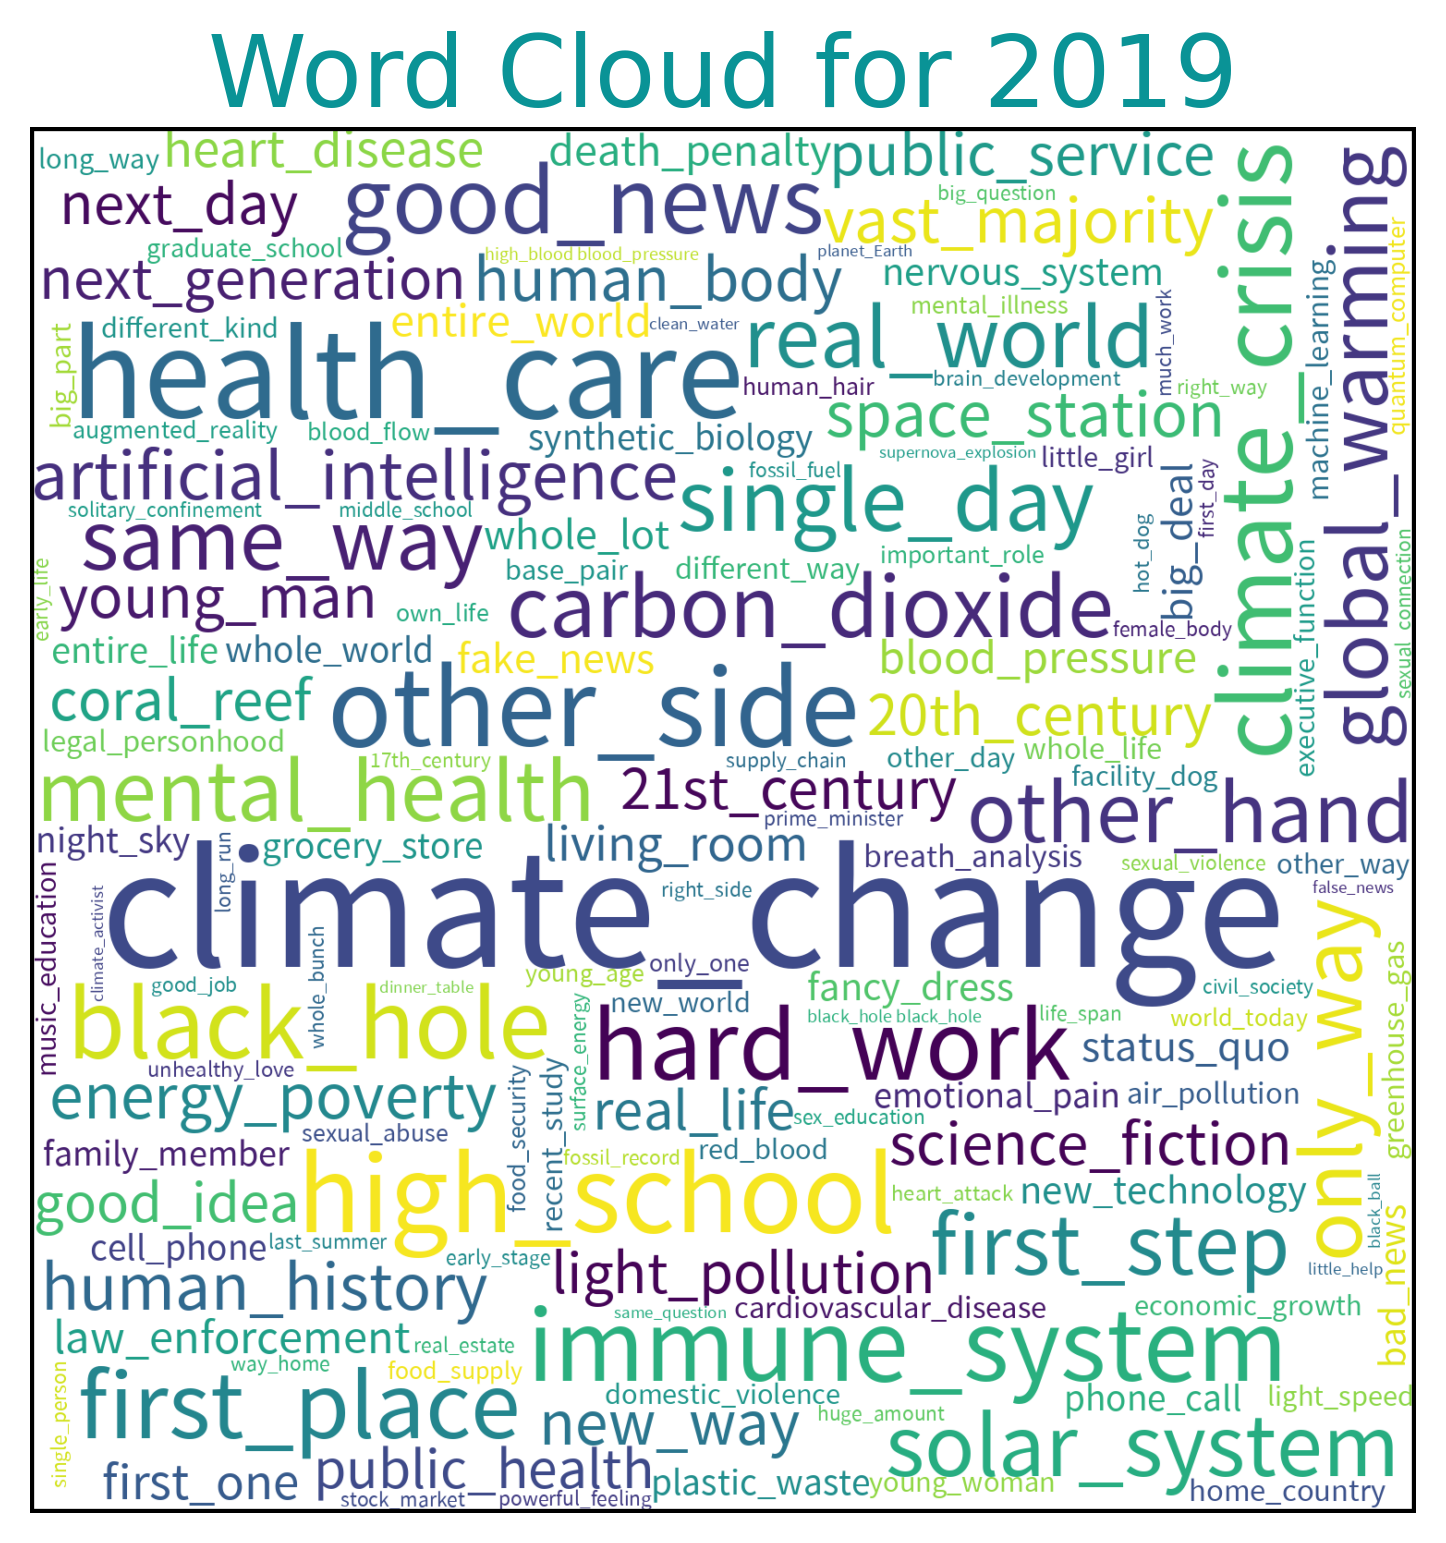 Word Cloud for 2019
long_way
heart_disease
death_penalty
public_service
next_day
good_news
big_question
vast_majority
climate_crisis
global_warming
graduate_school
high_blood blood_pressure
planet_Earth
quantum_computer
next_generation
human_body
nervous_system
machine_learning
mental_illness
much_work
different_kind
entire_world
clean_water
real_world
big_part
health_care
human_hair
brain_development
right_way
augmented_reality
blood_flow
synthetic_biology
space_station
artificial_intelligence
supernova_explosion
little_girl
fossil_fuel
single_day
big_deal
first_day
solitary_confinement
middle_school
same_way
whole_lot
hot_dog
base_pair
different_way
important_role
early_life
young_man
own_life
carbon_dioxide
female_body
executive_function
sexual_connection
entire_life
whole_world
fake_news
blood_pressure
coral_reef
other_side
20th_century
legal_personhood
17th_century
supply_chain
other_day
whole_life
facility_dog
mental_health
21st_century
other_hand
prime_minister
night_sky
long_run
grocery_store
living_room
breath_analysis
sexual_violence
other_way
music_education
climate_activist
climate_change
right_side
false_news
only_way
good_job
whole_bunch
dinner_table
young_age
only_one
fancy_dress
civil_society
greenhouse_gas
black_hole
surface_energy
new_world
black_hole black_hole
life_span
world_today
unhealthy_love
hard_work
status_quo
energy_poverty
food_security
recent_study
real_life
emotional_pain
air_pollution
sex_education
sexual_abuse
family_member
fossil_record
red_blood
science_fiction
good_idea
high_school
heart_attack
new_technology
black_ball
bad_news
cell_phone
last_summer
early_stage
first_step
little_help
human_history
light_pollution
same_question
cardiovascular_disease
economic_growth
law_enforcement
real_estate
immune_system
single_person
way_home
food_supply
first_place
domestic_violence
phone_call
light_speed
new_way
huge_amount
solar_system
first_one
public_health
plastic_waste
young_woman
stock_market
powerful_feeling
home_country